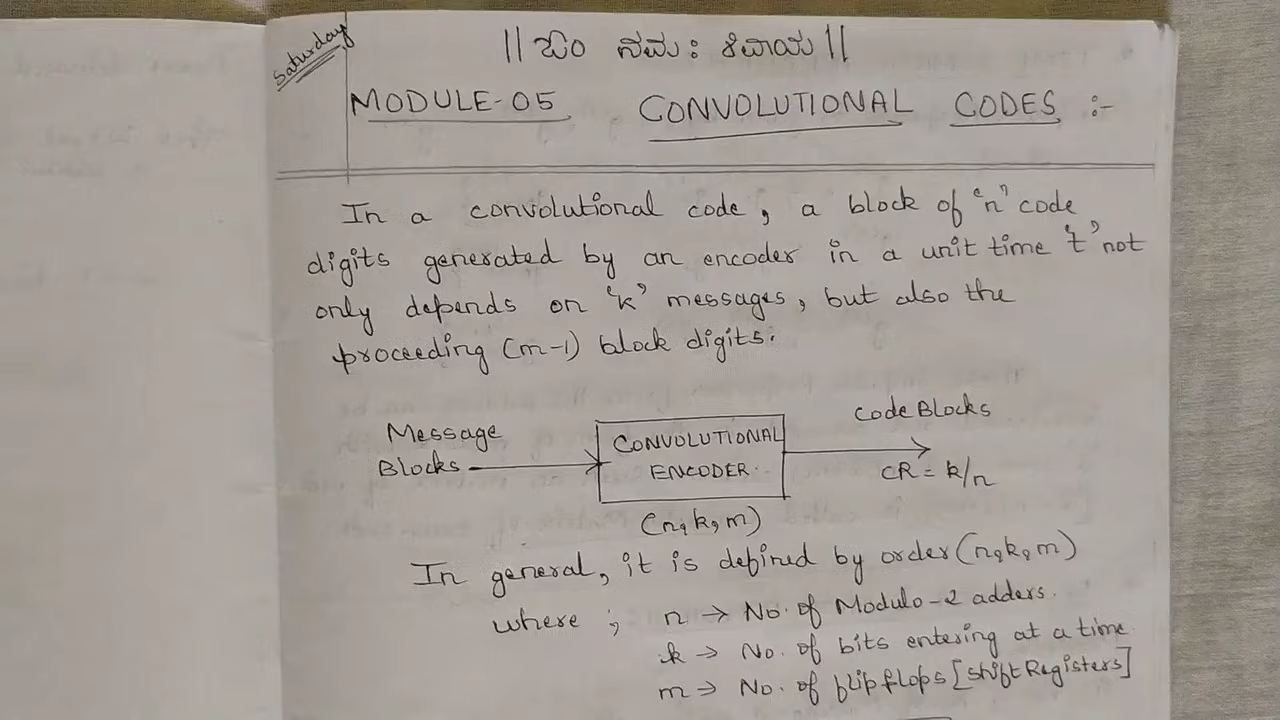 Saturday
|| ಓಂ ನಮಃ ಶಿವಾಯ ||
MODULE-05 CONVOLUTIONAL CODES :-
In a convolutional code, a block of 'n' code
digits generated by an encoder in a unit time 't' not
only depends on 'k' messages, but also the
proceeding (m-1) block digits.
Message
Blocks
CONVOLUTIONAL
ENCODER
(n,k,m)
Code Blocks
CR = k/n
In general, it is defined by order (n,k,m)
where ; n → No. of Modulo-2 adders.
k → No. of bits entering at a time
m → No. of flipflops [Shift Registers]